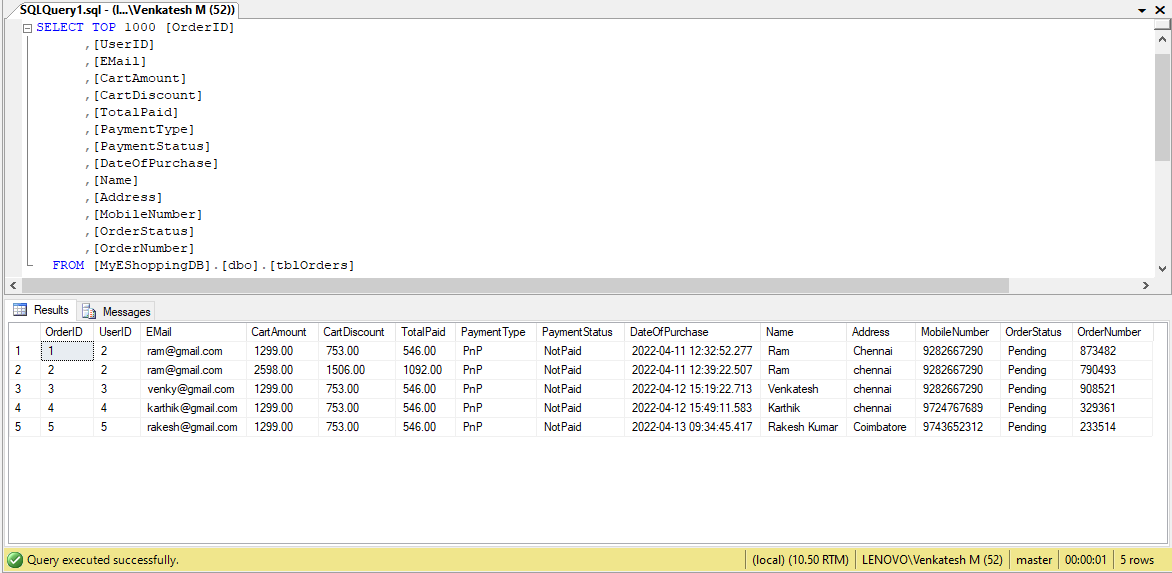 SQLQuery1.sql - (l...\Venkatesh M (52))
SELECT TOP 1000 [OrderID]
,[UserID]
,[EMail]
,[CartAmount]
,[CartDiscount]
,[TotalPaid]
,[PaymentType]
,[PaymentStatus]
,[DateOfPurchase]
,[Name]
,[Address]
,[MobileNumber]
,[OrderStatus]
,[OrderNumber]
FROM [MyEShoppingDB].[dbo].[tblOrders]
Results Messages
OrderID UserID EMail CartAmount CartDiscount TotalPaid PaymentType PaymentStatus DateOfPurchase Name Address MobileNumber OrderStatus OrderNumber
1 1 2 ram@gmail.com 1299.00 753.00 546.00 PnP NotPaid 2022-04-11 12:32:52.277 Ram Chennai 9282667290 Pending 873482
2 2 2 ram@gmail.com 2598.00 1506.00 1092.00 PnP NotPaid 2022-04-11 12:39:22.507 Ram chennai 9282667290 Pending 790493
3 3 3 venky@gmail.com 1299.00 753.00 546.00 PnP NotPaid 2022-04-12 15:19:22.713 Venkatesh chennai 9282667290 Pending 908521
4 4 4 karthik@gmail.com 1299.00 753.00 546.00 PnP NotPaid 2022-04-12 15:49:11.583 Karthik chennai 9724767689 Pending 329361
5 5 5 rakesh@gmail.com 1299.00 753.00 546.00 PnP NotPaid 2022-04-13 09:34:45.417 Rakesh Kumar Coimbatore 9743652312 Pending 233514
Query executed successfully. (local) (10.50 RTM) LENOVO\Venkatesh M (52) master 00:00:01 5 rows